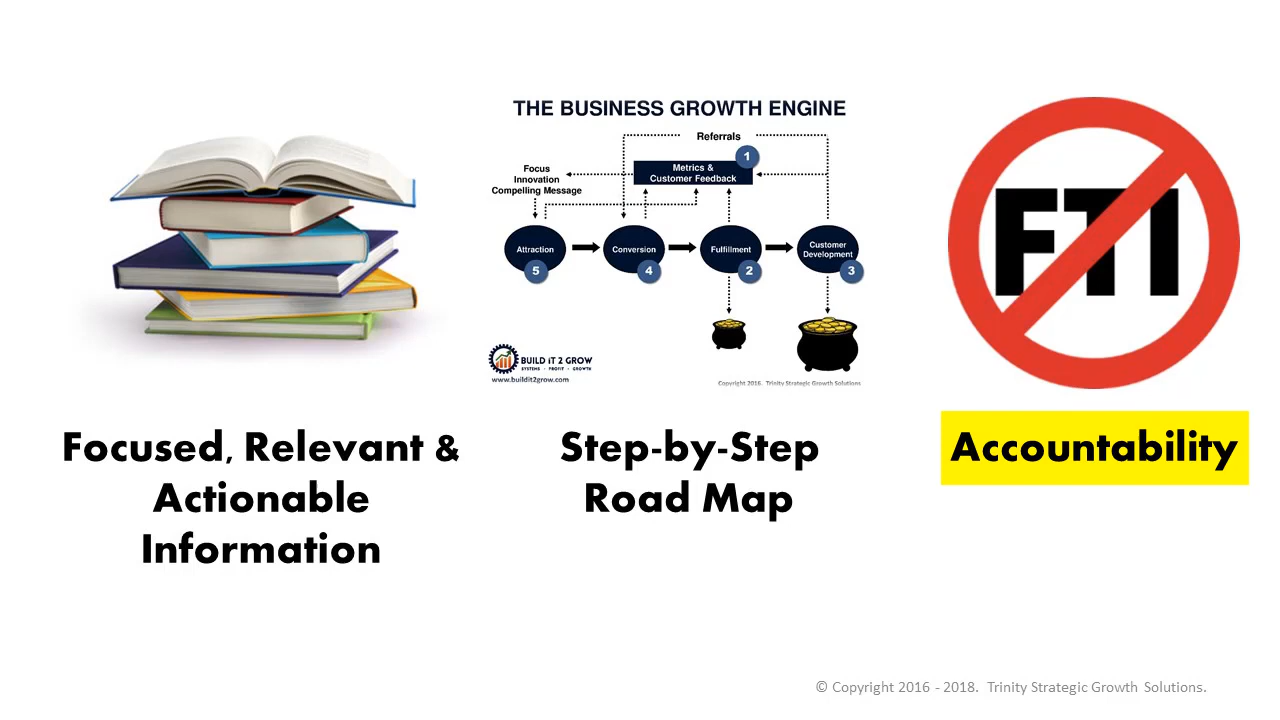 THE BUSINESS GROWTH ENGINE
Referrals
1
Metrics &
Customer Feedback
Focus
Innovation
Compelling Message
Attraction
Conversion
Fulfillment
Customer
Development
5
4
2
3
BUILD IT 2 GROW
SYSTEMS · PROFIT · GROWTH
www.buildit2grow.com
Copyright 2016. Trinity Strategic Growth Solutions
FTI
Focused, Relevant &
Actionable
Information
Step-by-Step
Road Map
Accountability
© Copyright 2016 - 2018. Trinity Strategic Growth Solutions.